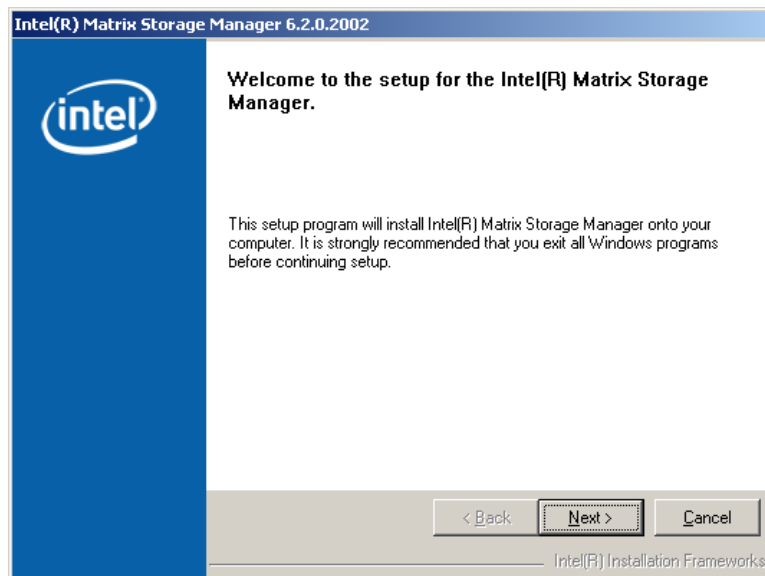 Intel(R) Matrix Storage Manager 6.2.0.2002
intel
Welcome to the setup for the Intel(R) Matrix Storage
Manager.
This setup program will install Intel(R) Matrix Storage Manager onto your
computer. It is strongly recommended that you exit all Windows programs
before continuing setup.
< Back Next > Cancel
Intel(R) Installation Frameworks